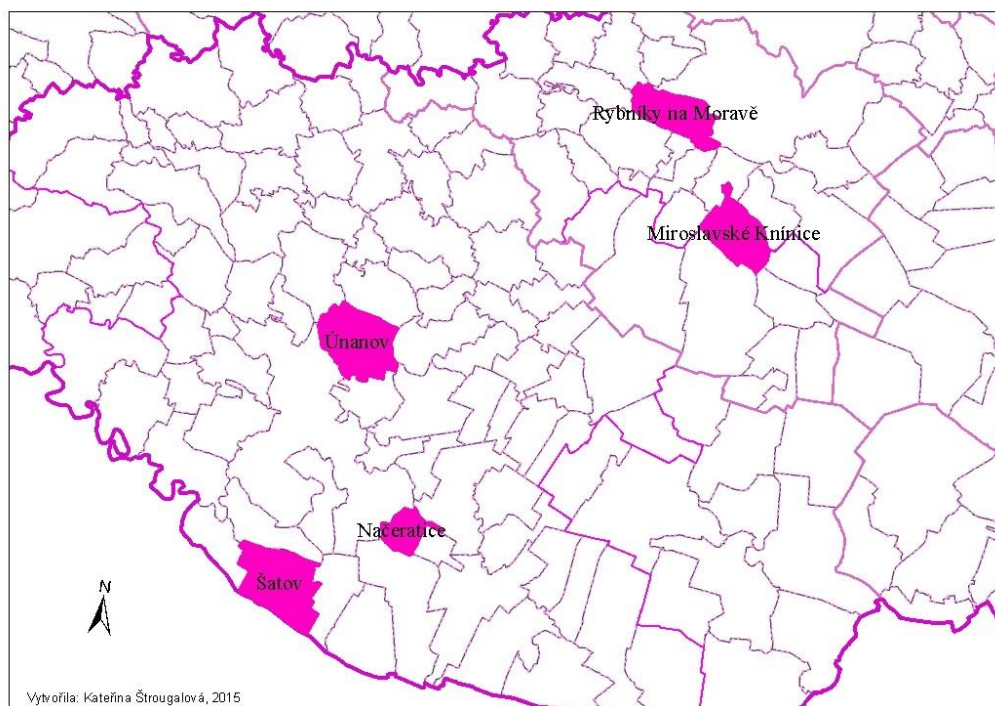 Rybníky na Moravě
Miroslavské Knínice
Únanov
Načeratice
Šatov
N
Vytvořila: Kateřina Štrougalová, 2015